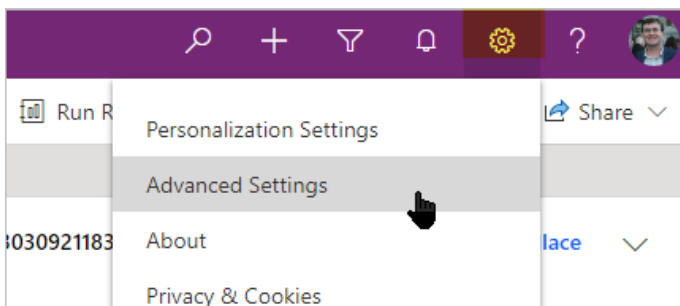 ?
Run R
Share
Personalization Settings
Advanced Settings
About
lace
Privacy & Cookies